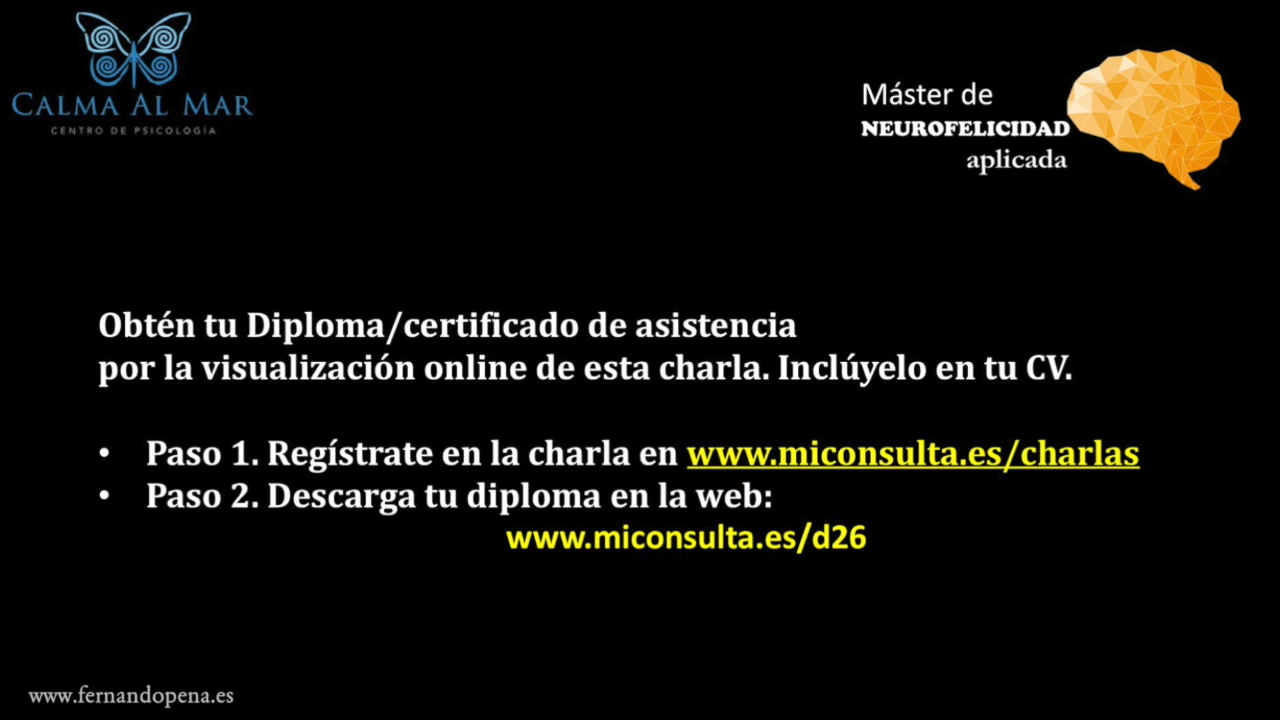 CALMA AL MAR
CENTRO DE PSICOLOGÍA
Máster de
NEUROFELICIDAD
aplicada
Obtén tu Diploma/certificado de asistencia
por la visualización online de esta charla. Inclúyelo en tu CV.
• Paso 1. Regístrate en la charla en www.miconsulta.es/charlas
• Paso 2. Descarga tu diploma en la web:
www.miconsulta.es/d26
www.fernandopena.es